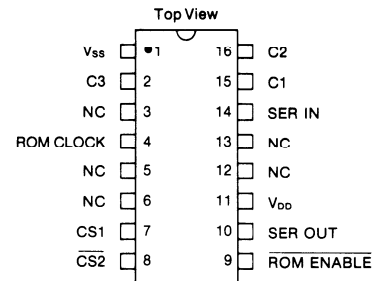 Top View
Vss 1 16 C2
C3 2 15 C1
NC 3 14 SER IN
ROM CLOCK 4 13 NC
NC 5 12 NC
NC 6 11 VDD
CS1 7 10 SER OUT
CS2 8 9 ROM ENABLE